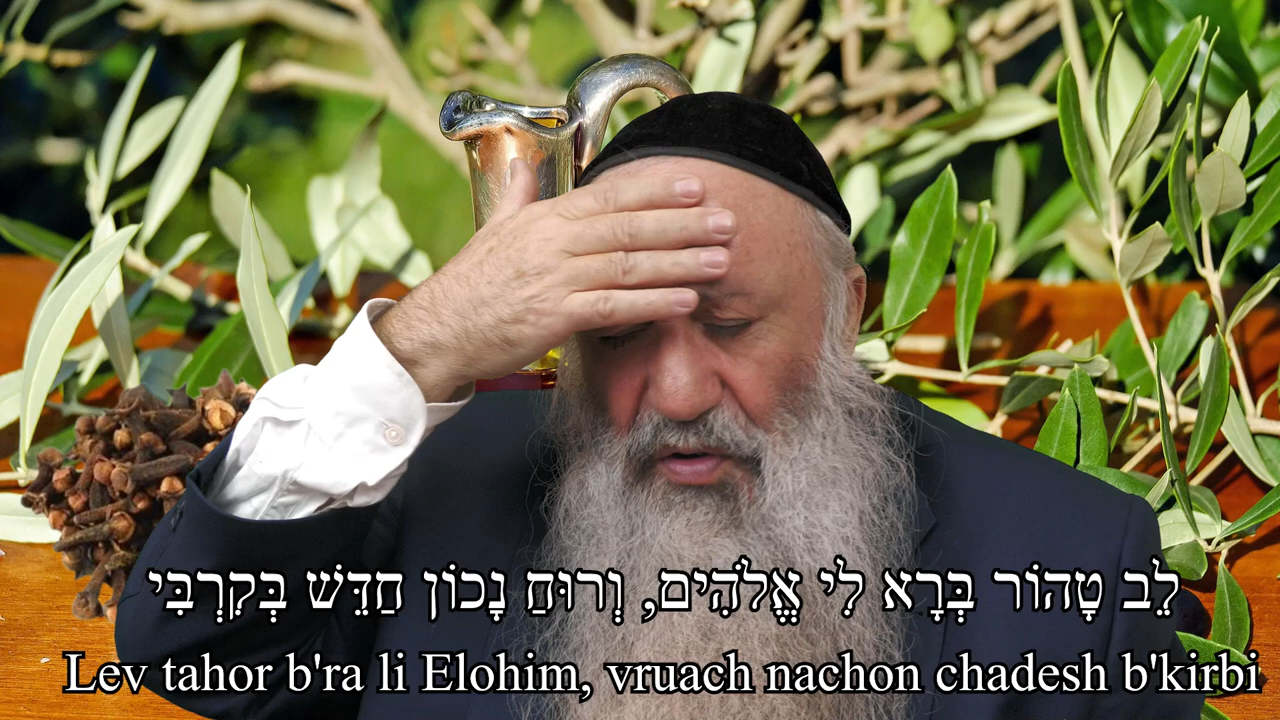 לֵב טָהוֹר בְּרָא לִי אֱלֹהִים, וְרוּחַ נָכוֹן חַדֵּשׁ בְּקִרְבִּי
Lev tahor b'ra li Elohim, vruach nachon chadesh b'kirbi